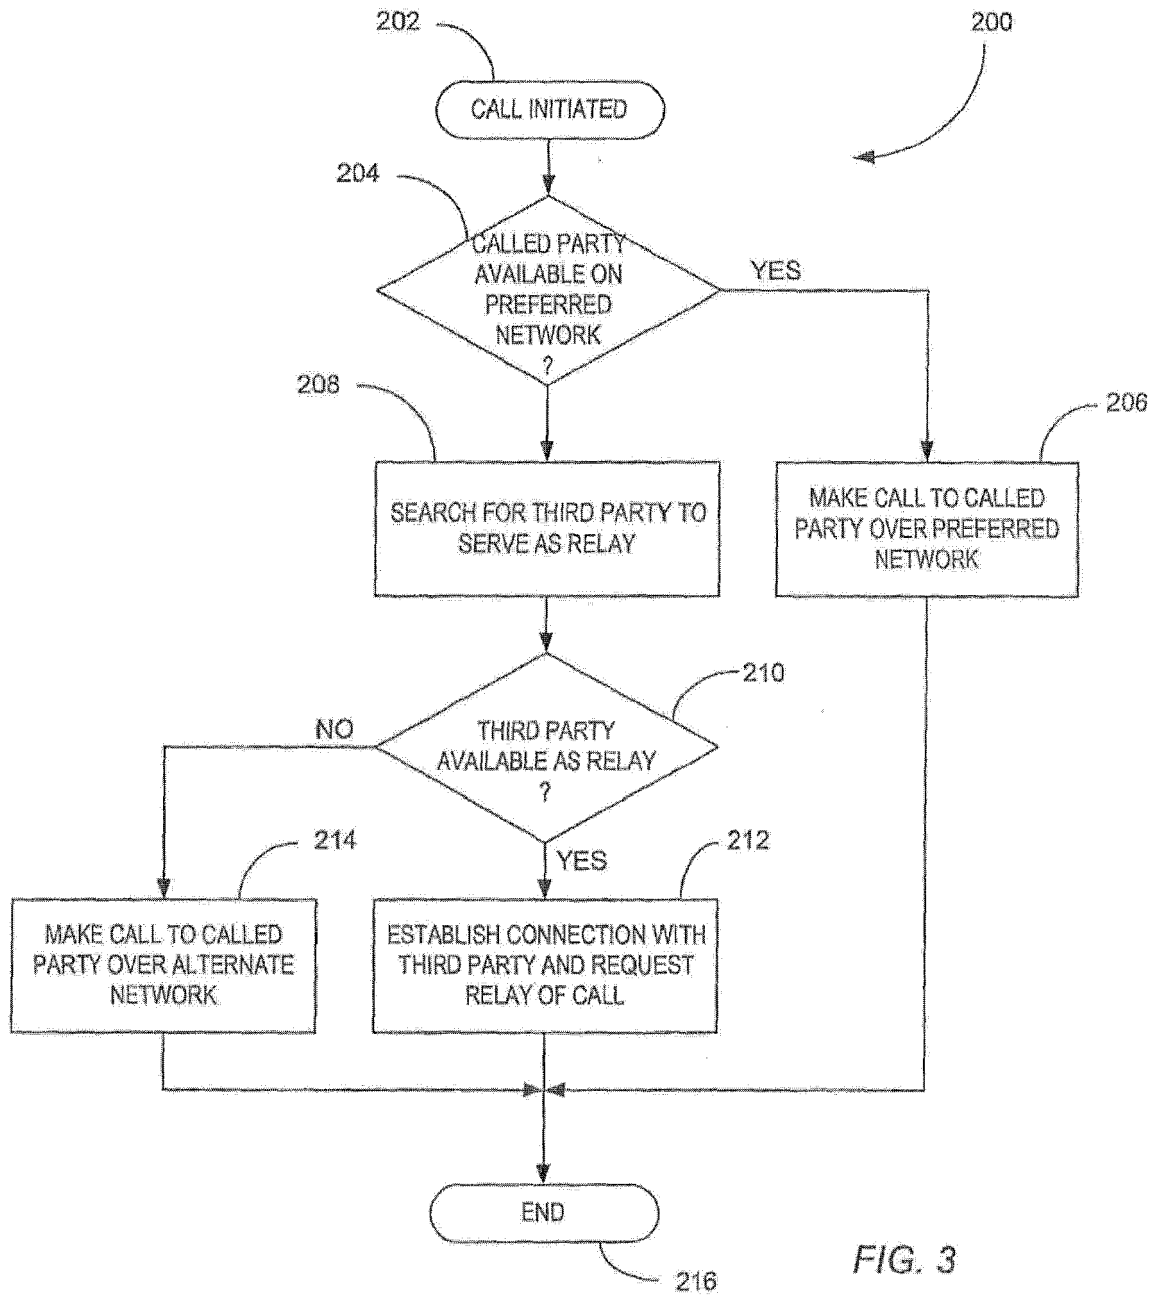 202
200
CALL INITIATED
204
CALLED PARTY
AVAILABLE ON
PREFERRED
NETWORK
?
YES
208
206
SEARCH FOR THIRD PARTY TO
SERVE AS RELAY
MAKE CALL TO CALLED
PARTY OVER PREFERRED
NETWORK
210
NO
THIRD PARTY
AVAILABLE AS RELAY
?
214
YES
212
MAKE CALL TO CALLED
PARTY OVER ALTERNATE
NETWORK
ESTABLISH CONNECTION WITH
THIRD PARTY AND REQUEST
RELAY OF CALL
END
216
FIG. 3